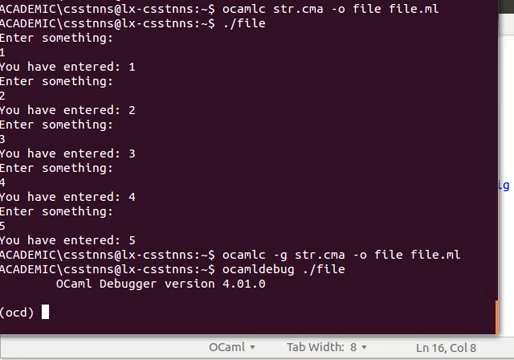 ACADEMIC\csstnns@lx-csstnns:~$ ocamlc str.cma -o file file.ml
ACADEMIC\csstnns@lx-csstnns:~$ ./file
Enter something:
1
You have entered: 1
Enter something:
2
You have entered: 2
Enter something:
3
You have entered: 3
Enter something:
4
You have entered: 4
Enter something:
5
You have entered: 5
ACADEMIC\csstnns@lx-csstnns:~$ ocamlc -g str.cma -o file file.ml
ACADEMIC\csstnns@lx-csstnns:~$ ocamldebug ./file
OCaml Debugger version 4.01.0
(ocd)
OCaml Tab Width: 8 Ln 16, Col 8